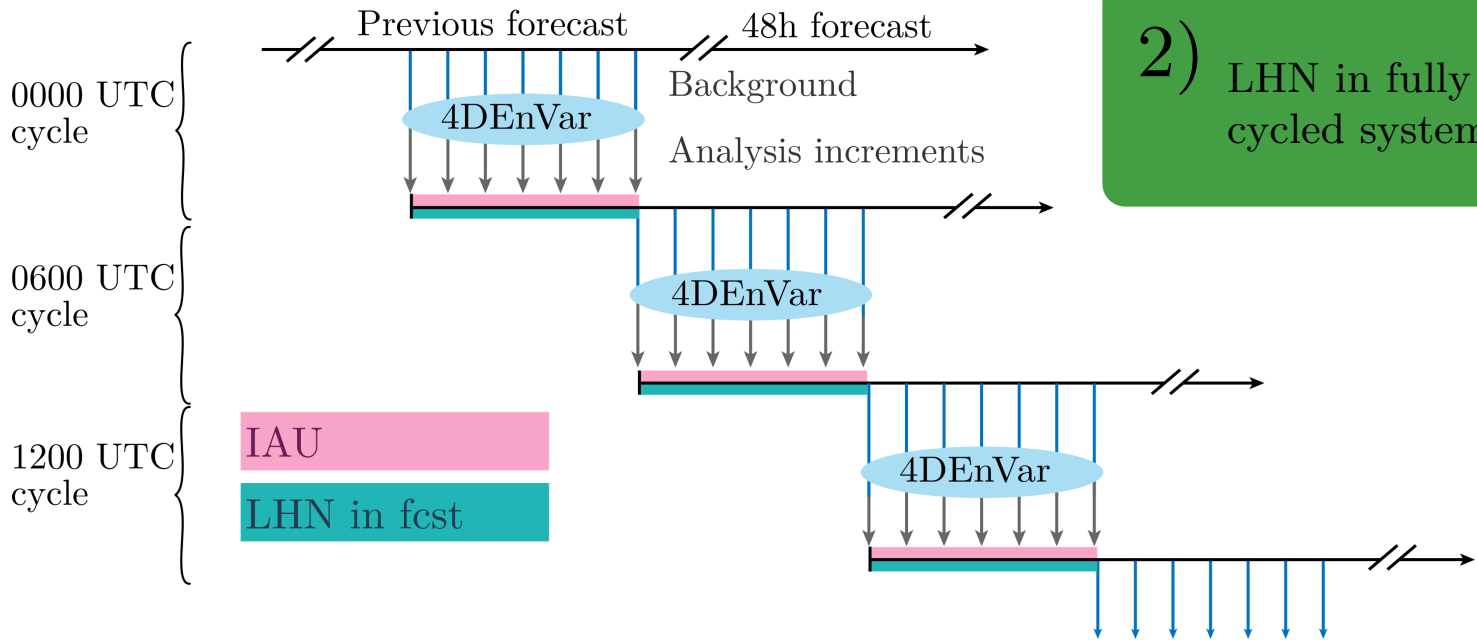 Previous forecast
48h forecast
2)
LHN in fully
cycled system
0000 UTC
cycle
Background
4DEnVar
Analysis increments
0600 UTC
cycle
4DEnVar
1200 UTC
cycle
IAU
4DEnVar
LHN in fcst